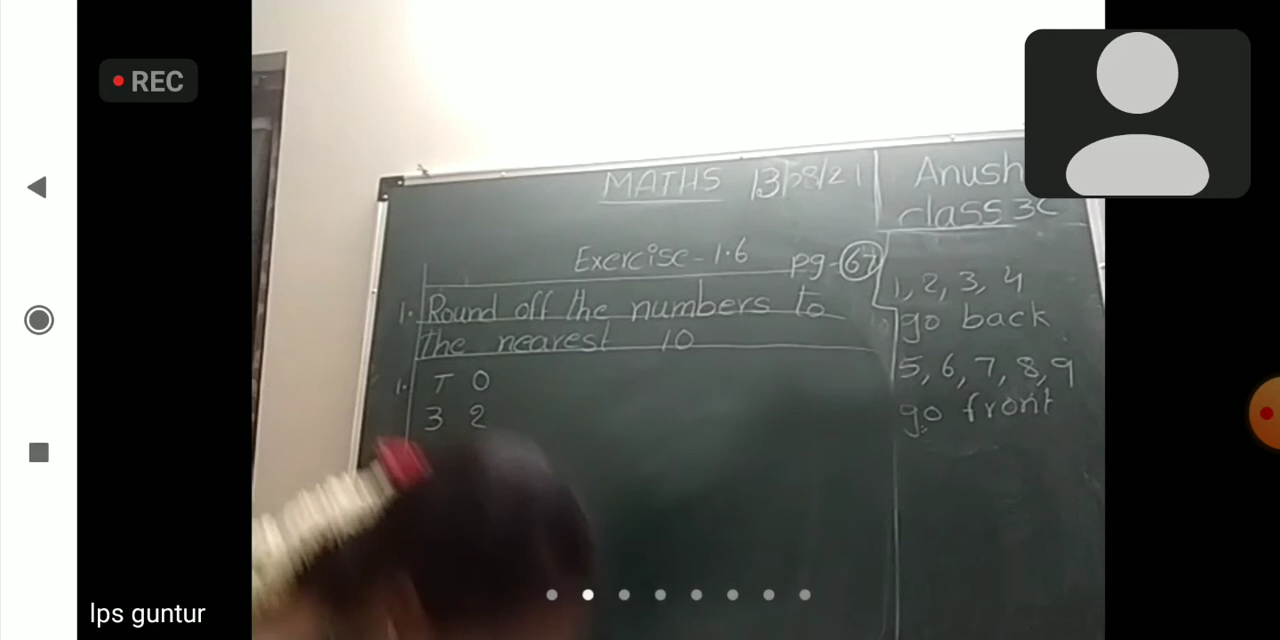 REC
MATHS 13/08/21
Anush
class 3C
Exercise-1.6 pg-67
1. Round off the numbers to
the nearest 10
1. T O
3 2
1, 2, 3, 4
go back
5, 6, 7, 8, 9
go front
lps guntur